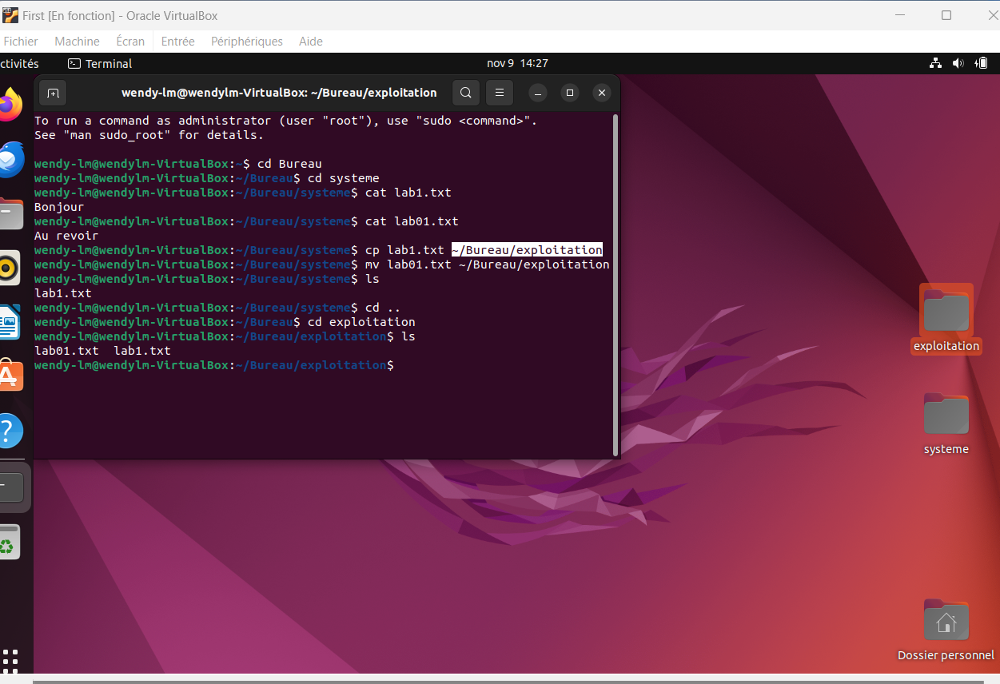 First [En fonction] - Oracle VirtualBox
Fichier Machine Écran Entrée Périphériques Aide
ctivités Terminal nov 9 14:27
wendy-lm@wendylm-VirtualBox: ~/Bureau/exploitation
To run a command as administrator (user "root"), use "sudo <command>".
See "man sudo_root" for details.
wendy-lm@wendylm-VirtualBox:~$ cd Bureau
wendy-lm@wendylm-VirtualBox:~/Bureau$ cd systeme
wendy-lm@wendylm-VirtualBox:~/Bureau/systeme$ cat lab1.txt
Bonjour
wendy-lm@wendylm-VirtualBox:~/Bureau/systeme$ cat lab01.txt
Au revoir
wendy-lm@wendylm-VirtualBox:~/Bureau/systeme$ cp lab1.txt ~/Bureau/exploitation
wendy-lm@wendylm-VirtualBox:~/Bureau/systeme$ mv lab01.txt ~/Bureau/exploitation
wendy-lm@wendylm-VirtualBox:~/Bureau/systeme$ ls
lab1.txt
wendy-lm@wendylm-VirtualBox:~/Bureau/systeme$ cd ..
wendy-lm@wendylm-VirtualBox:~/Bureau$ cd exploitation
wendy-lm@wendylm-VirtualBox:~/Bureau/exploitation$ ls
lab01.txt  lab1.txt
wendy-lm@wendylm-VirtualBox:~/Bureau/exploitation$
exploitation
systeme
Dossier personnel